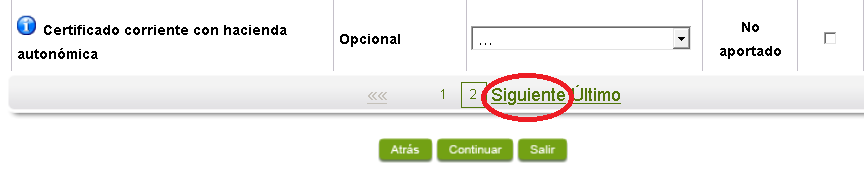 Certificado corriente con hacienda
autonómica
Opcional
...
No
aportado
«« 1 2 Siguiente Último
Atrás Continuar Salir